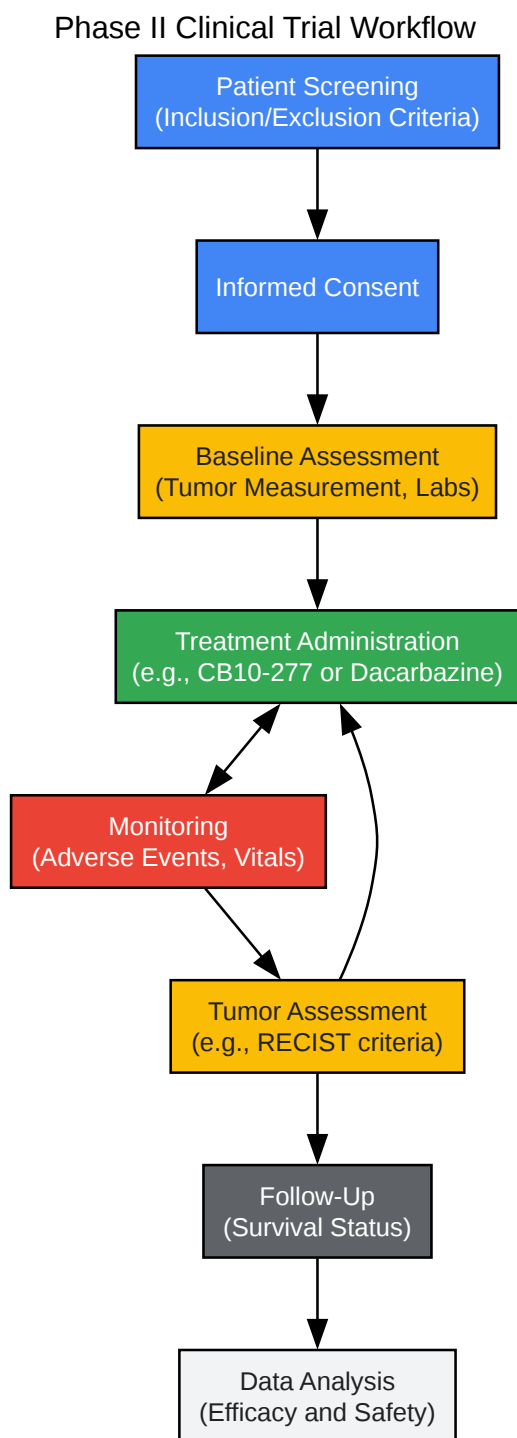 Phase II Clinical Trial Workflow
Patient Screening
(Inclusion/Exclusion Criteria)
Informed Consent
Baseline Assessment
(Tumor Measurement, Labs)
Treatment Administration
(e.g., CB10-277 or Dacarbazine)
Monitoring
(Adverse Events, Vitals)
Tumor Assessment
(e.g., RECIST criteria)
Follow-Up
(Survival Status)
Data Analysis
(Efficacy and Safety)